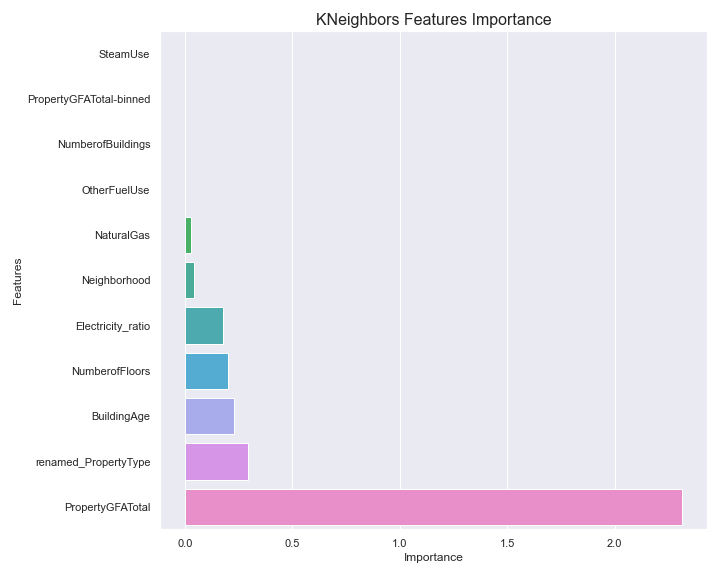 KNeighbors Features Importance
SteamUse
PropertyGFATotal-binned
NumberofBuildings
OtherFuelUse
NaturalGas
Neighborhood
Electricity_ratio
NumberofFloors
BuildingAge
renamed_PropertyType
PropertyGFATotal
Features
0.0 0.5 1.0 1.5 2.0
Importance